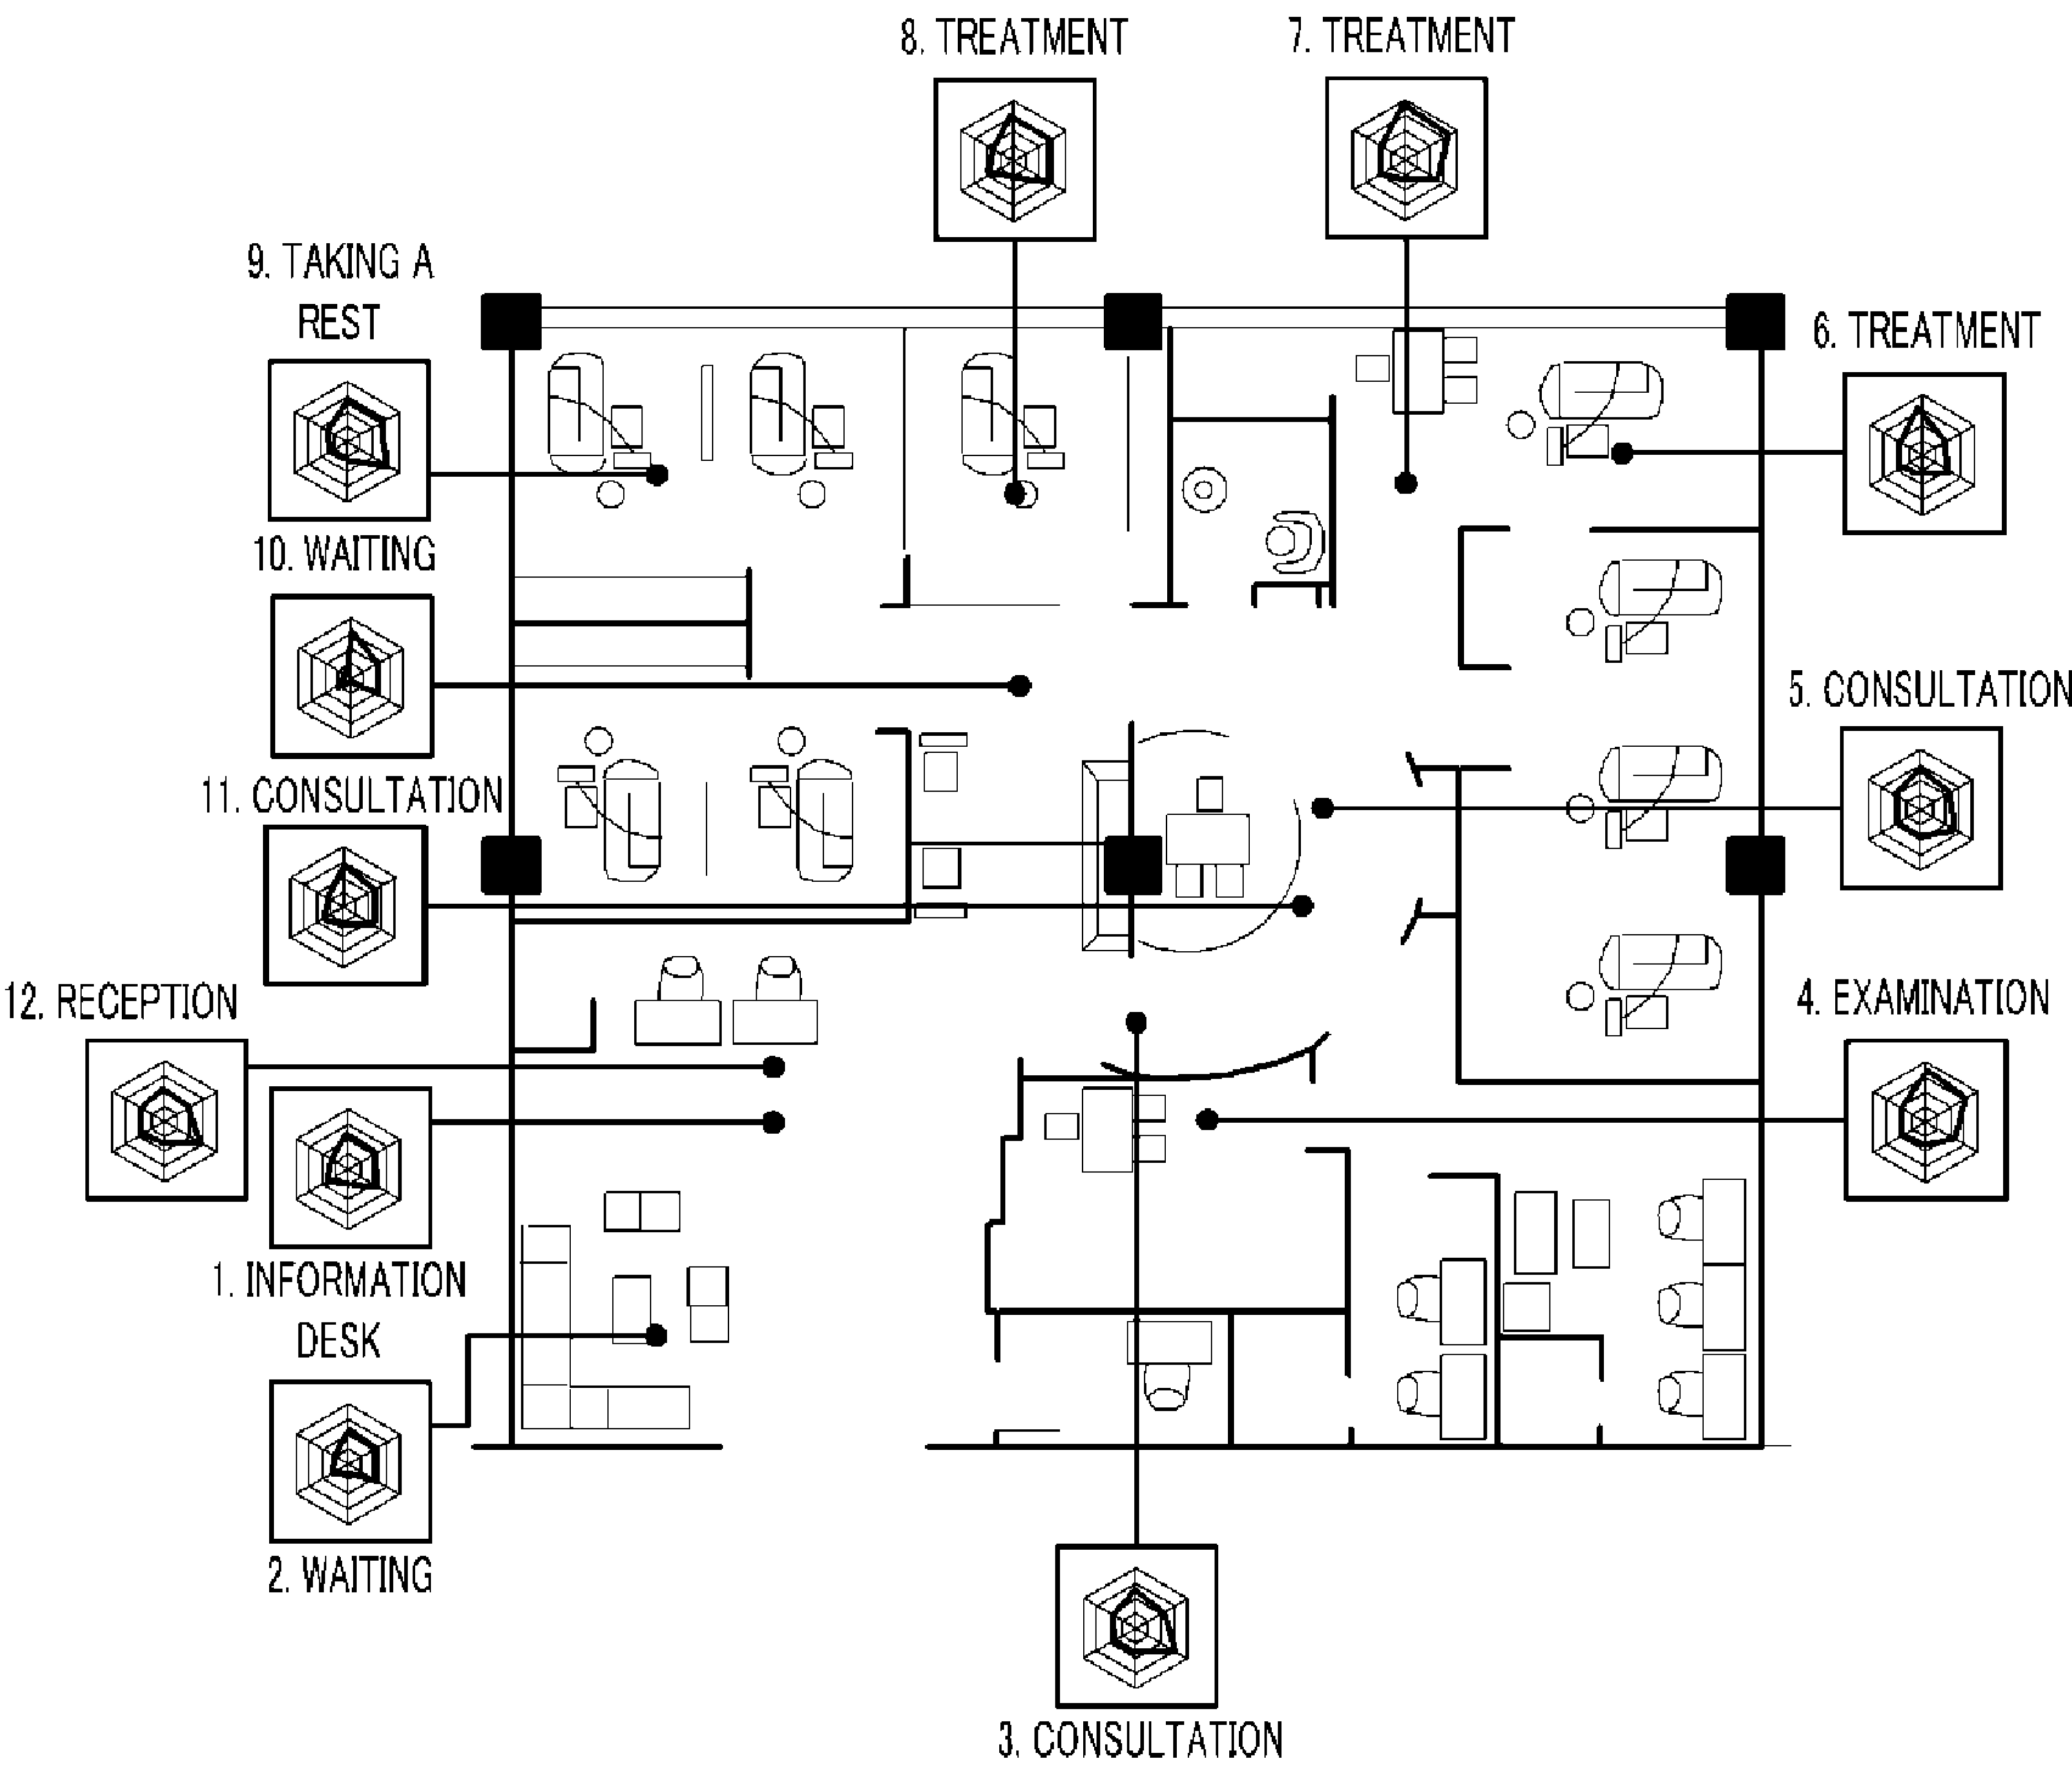 8. TREATMENT
7. TREATMENT
9. TAKING A
REST
6. TREATMENT
10. WAITING
5. CONSULTATION
11. CONSULTATION
12. RECEPTION
4. EXAMINATION
1. INFORMATION
DESK
2. WAITING
3. CONSULTATION